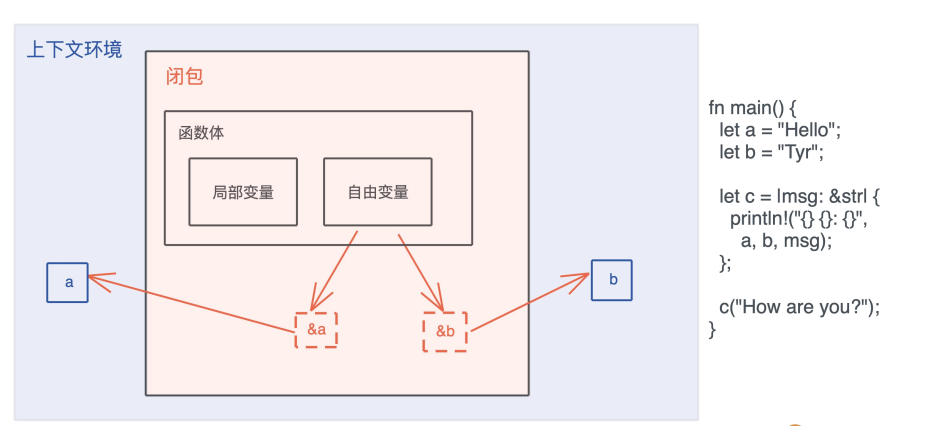 上下文环境
闭包
函数体
局部变量
自由变量
a
b
&a
&b
fn main() {
let a = "Hello";
let b = "Tyr";
let c = |msg: &str| {
println!("{} {}: {}",
a, b, msg);
};
c("How are you?");
}